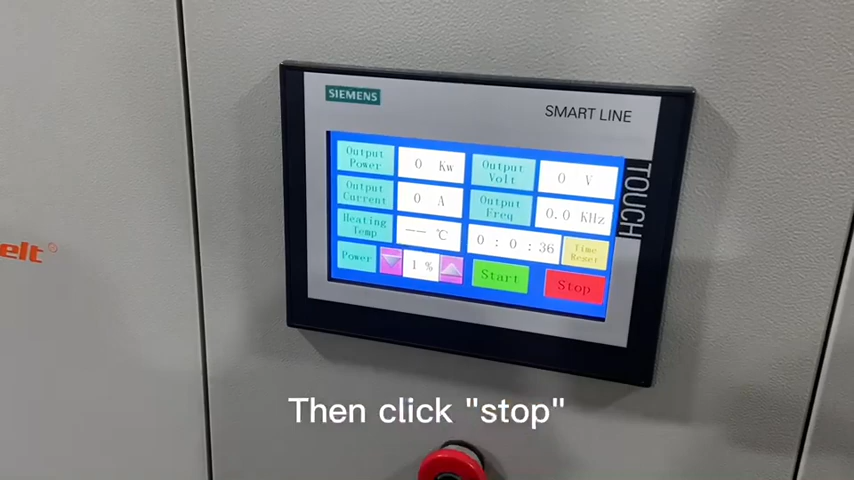 SIEMENS
SMART LINE
TOUCH
Output Power
0 Kw
Output Volt
0 V
Output Current
0 A
Output Freq
0.0 KHz
Heating Temp
-- ℃
0 : 0 : 36
Time Reset
Power
1 %
Start
Stop
elt
Then click "stop"